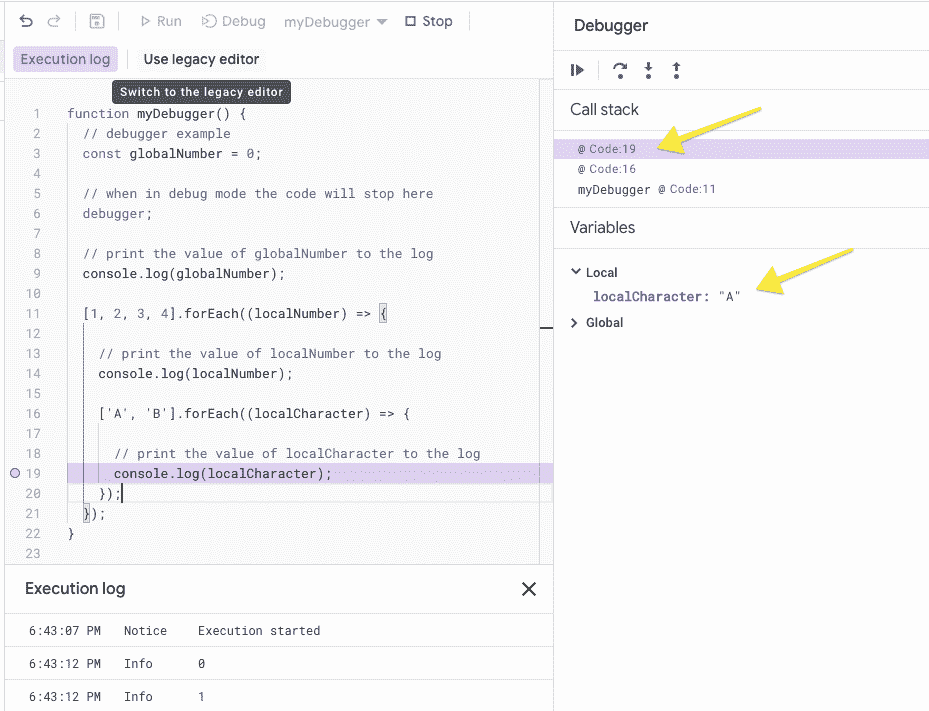 Run Debug myDebugger Stop
Execution log Use legacy editor
Switch to the legacy editor
1 function myDebugger() {
2 // debugger example
3 const globalNumber = 0;
4
5 // when in debug mode the code will stop here
6 debugger;
7
8 // print the value of globalNumber to the log
9 console.log(globalNumber);
10
11 [1, 2, 3, 4].forEach((localNumber) => {
12
13 // print the value of localNumber to the log
14 console.log(localNumber);
15
16 ['A', 'B'].forEach((localCharacter) => {
17
18 // print the value of localCharacter to the log
19 console.log(localCharacter);
20 });
21 });
22 }
23
Execution log
6:43:07 PM Notice Execution started
6:43:12 PM Info 0
6:43:12 PM Info 1
Debugger
Call stack
@ Code:19
@ Code:16
myDebugger @ Code:11
Variables
Local
localCharacter: "A"
Global